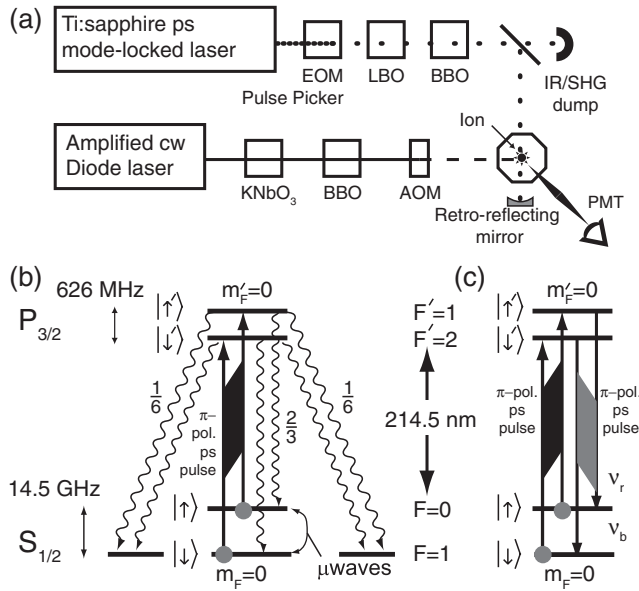 (a)
Ti:sapphire ps
mode-locked laser
EOM
LBO
BBO
Pulse Picker
IR/SHG
dump
Amplified cw
Diode laser
KNbO₃
BBO
AOM
Ion
Retro-reflecting
mirror
PMT
(b)
626 MHz
P3/2
|↑′⟩
|↓′⟩
m′F=0
F′=1
F′=2
1/6
π–
pol.
ps
pulse
2/3
1/6
214.5 nm
14.5 GHz
S1/2
|↑⟩
|↓⟩
mF=0
μwaves
F=0
F=1
(c)
m′F=0
|↑′⟩
|↓′⟩
π–pol.
ps
pulse
π–pol.
ps
pulse
νr
νb
|↑⟩
|↓⟩
mF=0